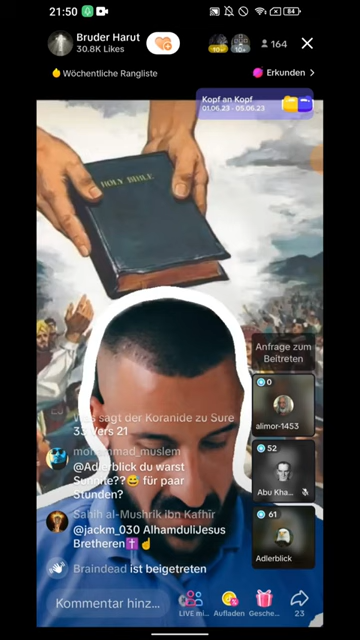 21:50
84
Bruder Harut
30.8K Likes
164
Wöchentliche Rangliste
Erkunden
Kopf an Kopf
01.06.23 - 05.06.23
HOLY BIBLE
Anfrage zum
Beitreten
0
alimor-1453
52
Abu Kha...
61
Adlerblick
Was sagt der Koranide zu Sure
33 Vers 21
@Adlerblick du warst
Sunnite??😅 für paar
Stunden?
Sahih al-Mushrik ibn Kafhir
@jackm_030 AlhamduliJesus
Bretheren✝️☝️
Braindead ist beigetreten
Kommentar hinz...
LIVE mi...
Aufladen
Gesche...
23